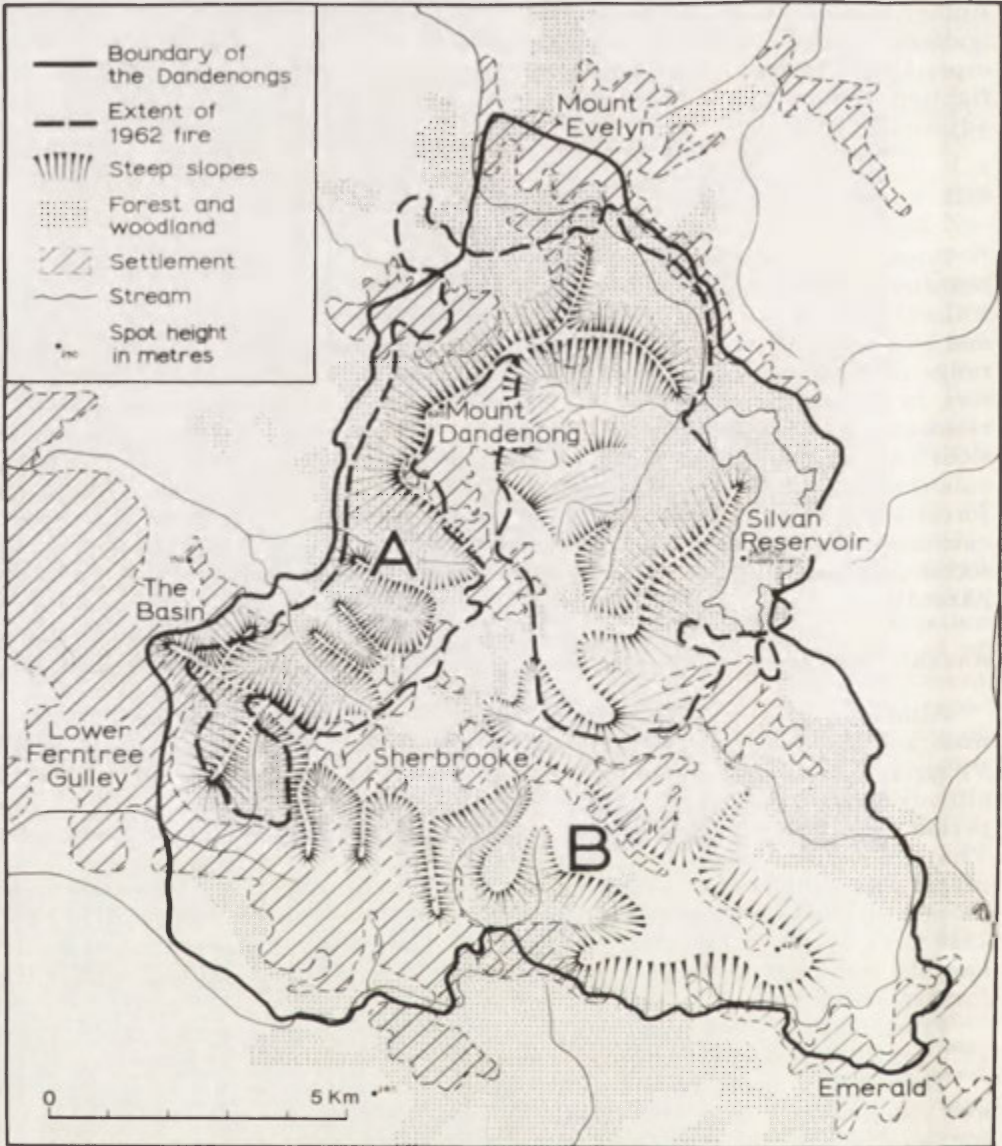 Boundary of
the Dandenongs
Extent of
1962 fire
Steep slopes
Forest and
woodland
Settlement
Stream
Spot height
in metres
Mount
Evelyn
Mount
Dandenong
A
Silvan
Reservoir
The
Basin
Lower
Ferntree
Gulley
Sherbrooke
B
Emerald
0
5 Km